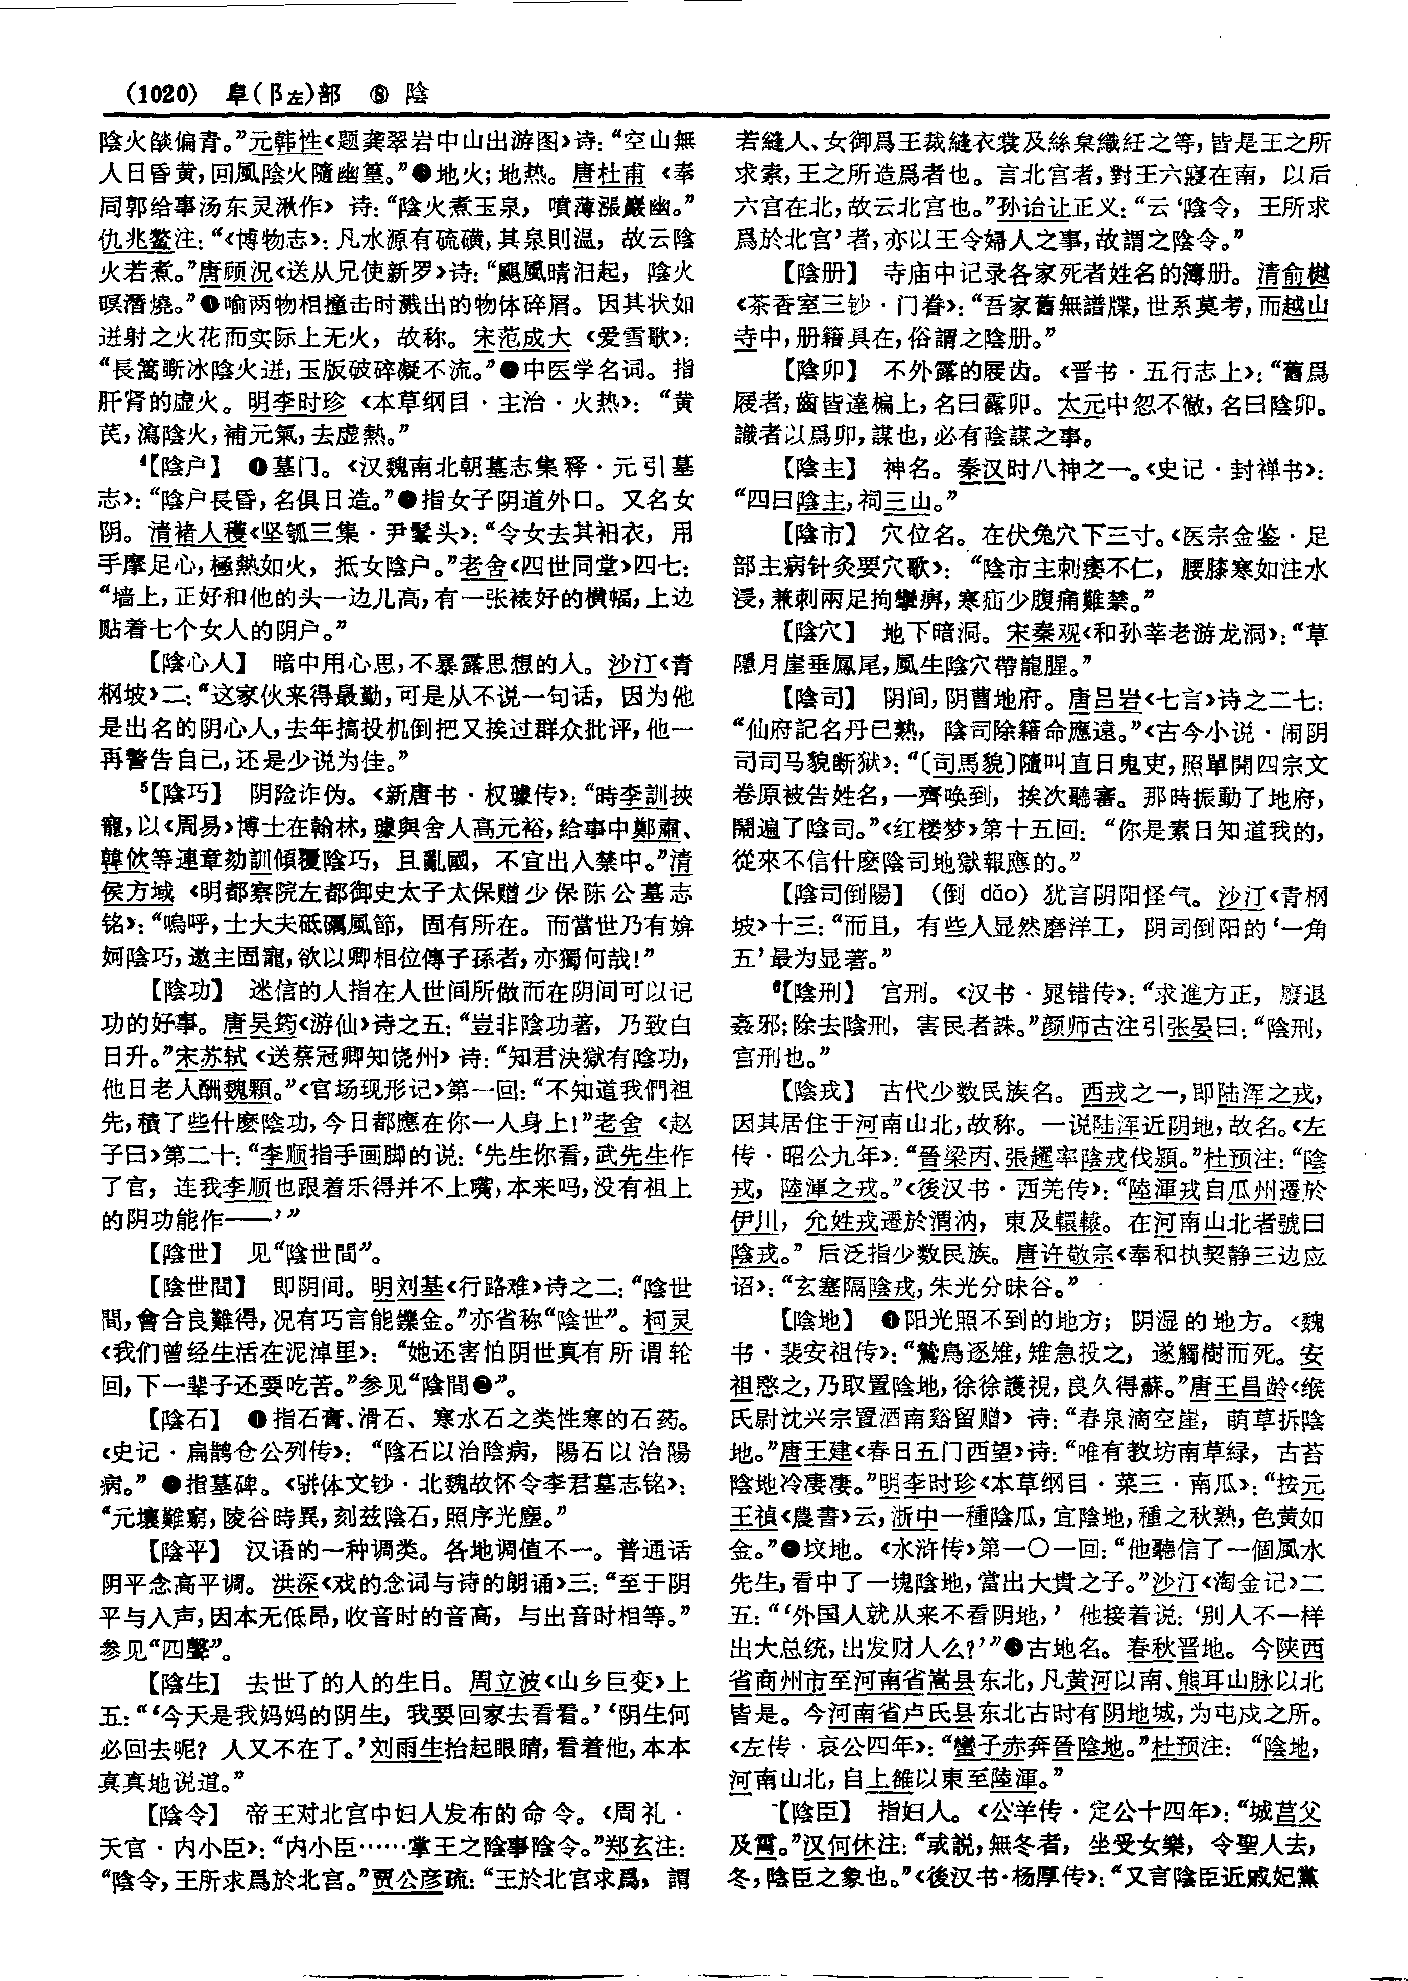 (1020) 阜(阝左)部 ⑧ 陰
陰火燄偏青。”元韩性《题龚翠岩中山出游图》诗：“空山無
人日昏黄，回風陰火隨幽篁。”●地火；地热。唐杜甫《奉
同郭给事汤东灵湫作》诗：“陰火煮玉泉，噴薄漲巖幽。”
仇兆鳌注：“《博物志》：凡水源有硫磺，其泉則温，故云陰
火若煮。”唐顾况《送从兄使新罗》诗：“颶風晴汩起，陰火
暝潛燒。”●喻两物相撞击时溅出的物体碎屑。因其状如
迸射之火花而实际上无火，故称。宋范成大《爱雪歌》：
“長篙斷冰陰火迸，玉版破碎凝不流。”●中医学名词。指
肝肾的虚火。明李时珍《本草纲目·主治·火热》：“黄
芪，瀉陰火，補元氣，去虚熱。”
⁴【陰户】 ❶墓门。《汉魏南北朝墓志集释·元引墓
志》：“陰户長昏，名俱日造。”●指女子阴道外口。又名女
阴。清褚人穫《坚瓠三集·尹鬈头》：“令女去其衵衣，用
手摩足心，極熱如火，抵女陰户。”老舍《四世同堂》四七：
“墙上，正好和他的头一边儿高，有一张裱好的横幅，上边
贴着七个女人的阴户。”
【陰心人】 暗中用心思，不暴露思想的人。沙汀《青
㭎坡》二：“这家伙来得最勤，可是从不说一句话，因为他
是出名的阴心人，去年搞投机倒把又挨过群众批评，他一
再警告自己，还是少说为佳。”
⁵【陰巧】 阴险诈伪。《新唐书·权璩传》：“時李訓挾
寵，以《周易》博士在翰林，璩與舍人高元裕，給事中鄭肅、
韓佽等連章劾訓傾覆陰巧，且亂國，不宜出入禁中。”清
侯方域《明都察院左都御史太子太保赠少保陈公墓志
铭》：“嗚呼，士大夫砥礪風節，固有所在。而當世乃有媕
婀陰巧，邀主固寵，欲以卿相位傳子孫者，亦獨何哉！”
【陰功】 迷信的人指在人世间所做而在阴间可以记
功的好事。唐吴筠《游仙》诗之五：“豈非陰功著，乃致白
日升。”宋苏轼《送蔡冠卿知饶州》诗：“知君決獄有陰功，
他日老人酬魏顆。”《官场现形记》第一回：“不知道我們祖
先，積了些什麽陰功，今日都應在你一人身上！”老舍《赵
子曰》第二十：“李顺指手画脚的说：‘先生你看，武先生作
了官，连我李顺也跟着乐得并不上嘴，本来吗，没有祖上
的阴功能作——’”
【陰世】 见“陰世間”。
【陰世間】 即阴间。明刘基《行路难》诗之二：“陰世
間，會合良難得，况有巧言能鑠金。”亦省称“陰世”。柯灵
《我们曾经生活在泥淖里》：“她还害怕阴世真有所谓轮
回，下一辈子还要吃苦。”参见“陰間❷”。
【陰石】 ❶指石膏、滑石、寒水石之类性寒的石药。
《史记·扁鹊仓公列传》：“陰石以治陰病，陽石以治陽
病。”●指墓碑。《骈体文钞·北魏故怀令李君墓志铭》：
“元壤難窮，陵谷時異，刻兹陰石，照序光塵。”
【陰平】 汉语的一种调类。各地调值不一。普通话
阴平念高平调。洪深《戏的念词与诗的朗诵》三：“至于阴
平与入声，因本无低昂，收音时的音高，与出音时相等。”
参见“四聲”。
【陰生】 去世了的人的生日。周立波《山乡巨变》上
五：“‘今天是我妈妈的阴生，我要回家去看看。’‘阴生何
必回去呢？人又不在了。’刘雨生抬起眼睛，看着他，本本
真真地说道。”
【陰令】 帝王对北宫中妇人发布的命令。《周礼·
天官·内小臣》：“内小臣……掌王之陰事陰令。”郑玄注：
“陰令，王所求爲於北宫。”贾公彦疏：“王於北宫求爲，謂
若縫人、女御爲王裁縫衣裳及絲枲織紝之等，皆是王之所
求索，王之所造爲者也。言北宫者，對王六寢在南，以后
六宫在北，故云北宫也。”孙诒让正义：“云‘陰令，王所求
爲於北宫’者，亦以王令婦人之事，故謂之陰令。”
【陰册】 寺庙中记录各家死者姓名的簿册。清俞樾
《茶香室三钞·门眷》：“吾家舊無譜牒，世系莫考，而越山
寺中，册籍具在，俗謂之陰册。”
【陰卯】 不外露的屐齿。《晋书·五行志上》：“舊爲
屐者，齒皆達楄上，名曰露卯。太元中忽不徹，名曰陰卯。
識者以爲卯，謀也，必有陰謀之事。
【陰主】 神名。秦汉时八神之一。《史记·封禅书》：
“四曰陰主，祠三山。”
【陰市】 穴位名。在伏兔穴下三寸。《医宗金鉴·足
部主病针灸要穴歌》：“陰市主刺痿不仁，腰膝寒如注水
浸，兼刺兩足拘攣痹，寒疝少腹痛難禁。”
【陰穴】 地下暗洞。宋秦观《和孙莘老游龙洞》：“草
隱月崖垂鳳尾，風生陰穴帶龍腥。”
【陰司】 阴间，阴曹地府。唐吕岩《七言》诗之二七：
“仙府記名丹已熟，陰司除籍命應遠。”《古今小说·闹阴
司司马貌断狱》：“〔司馬貌〕隨叫直日鬼吏，照單開四宗文
卷原被告姓名，一齊唤到，挨次聽審。那時振動了地府，
鬧遍了陰司。”《红楼梦》第十五回：“你是素日知道我的，
從來不信什麽陰司地獄報應的。”
【陰司倒陽】（倒 dǎo）犹言阴阳怪气。沙汀《青㭎
坡》十三：“而且，有些人显然磨洋工，阴司倒阳的‘一角
五’最为显著。”
⁶【陰刑】 宫刑。《汉书·晁错传》：“求進方正，廢退
姦邪；除去陰刑，害民者誅。”颜师古注引张晏曰：“陰刑，
宫刑也。”
【陰戎】 古代少数民族名。西戎之一，即陆浑之戎，
因其居住于河南山北，故称。一说陆浑近阴地，故名。《左
传·昭公九年》：“晉梁丙、張趯率陰戎伐潁。”杜预注：“陰
戎，陸渾之戎。”《後汉书·西羌传》：“陸渾戎自瓜州遷於
伊川，允姓戎遷於渭汭，東及轘轅。在河南山北者號曰
陰戎。”后泛指少数民族。唐许敬宗《奉和执契静三边应
诏》：“玄塞隔陰戎，朱光分昧谷。”
【陰地】 ❶阳光照不到的地方；阴湿的地方。《魏
书·裴安祖传》：“鷙鳥逐雉，雉急投之，遂觸樹而死。安
祖愍之，乃取置陰地，徐徐護視，良久得蘇。”唐王昌龄《缑
氏尉沈兴宗置酒南谿留赠》诗：“春泉滴空崖，萌草拆陰
地。”唐王建《春日五门西望》诗：“唯有教坊南草緑，古苔
陰地冷凄凄。”明李时珍《本草纲目·菜三·南瓜》：“按元
王禎《農書》云，浙中一種陰瓜，宜陰地，種之秋熟，色黄如
金。”●坟地。《水浒传》第一〇一回：“他聽信了一個風水
先生，看中了一塊陰地，當出大貴之子。”沙汀《淘金记》二
五：“‘外国人就从来不看阴地，’他接着说：‘别人不一样
出大总统，出发财人么？’”❸古地名。春秋晋地。今陕西
省商州市至河南省嵩县东北，凡黄河以南、熊耳山脉以北
皆是。今河南省卢氏县东北古时有阴地城，为屯戍之所。
《左传·哀公四年》：“蠻子赤奔晉陰地。”杜预注：“陰地，
河南山北，自上雒以東至陸渾。”
【陰臣】 指妇人。《公羊传·定公十四年》：“城莒父
及霄。”汉何休注：“或説，無冬者，坐受女樂，令聖人去，
冬，陰臣之象也。”《後汉书·杨厚传》：“又言陰臣近戚妃黨